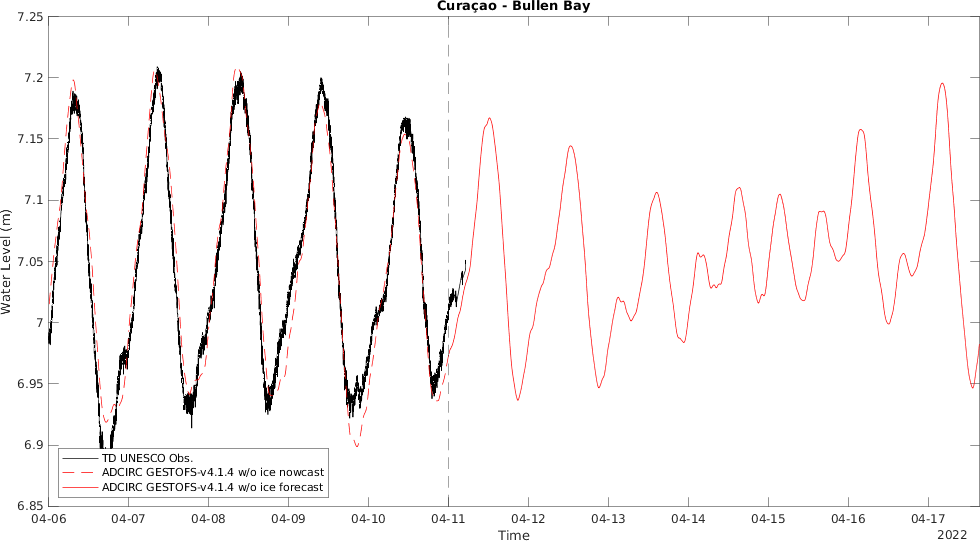 Curaçao - Bullen Bay
Water Level (m)
7.25
7.2
7.15
7.1
7.05
7
6.95
6.9
6.85
TD UNESCO Obs.
ADCIRC GESTOFS-v4.1.4 w/o ice nowcast
ADCIRC GESTOFS-v4.1.4 w/o ice forecast
04-06 04-07 04-08 04-09 04-10 04-11 04-12 04-13 04-14 04-15 04-16 04-17
Time
2022